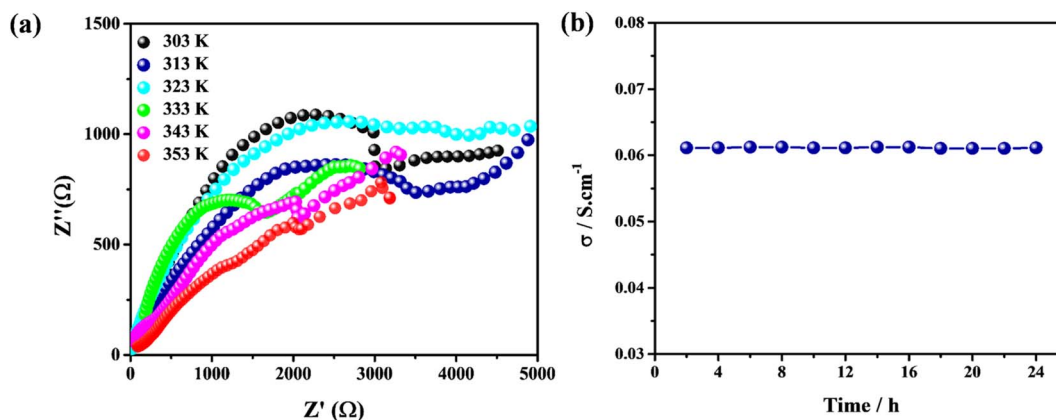 (a)
1500
1000
500
0
Z''(Ω)
303 K
313 K
323 K
333 K
343 K
353 K
0 1000 2000 3000 4000 5000
Z' (Ω)
(b)
0.08
0.07
0.06
0.05
0.04
0.03
σ / S.cm⁻¹
0 4 8 12 16 20 24
Time / h